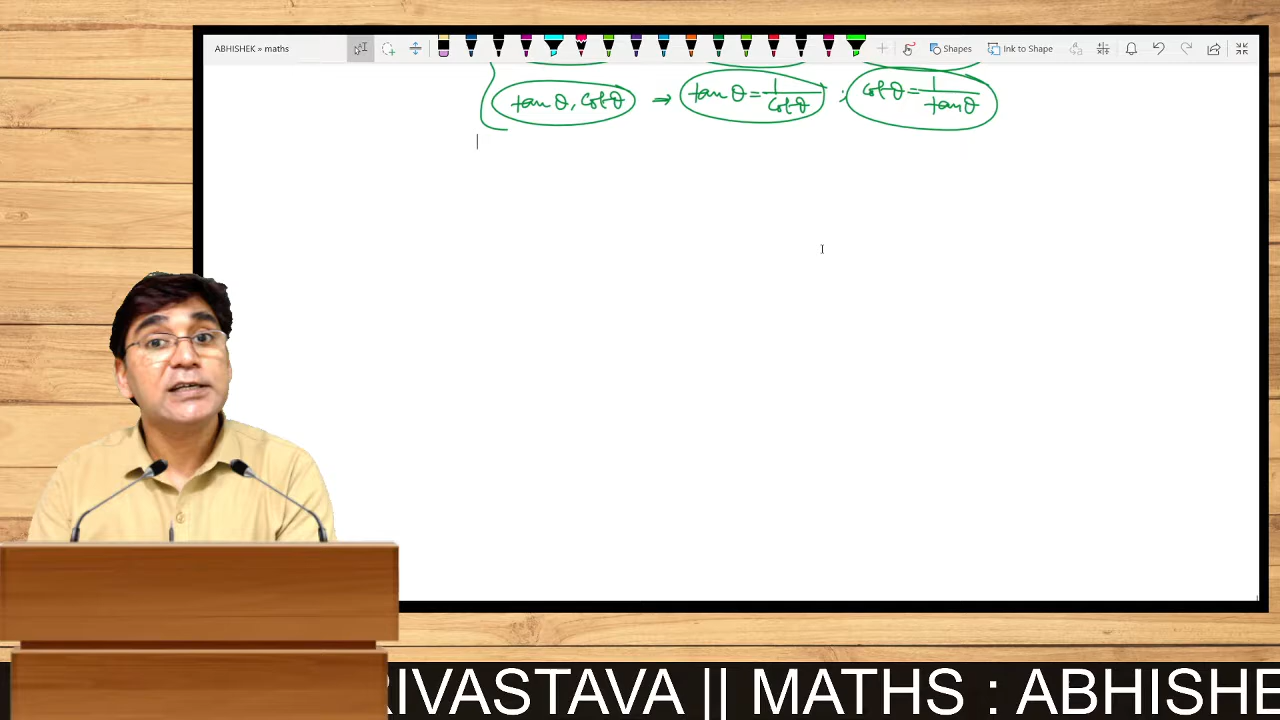 ABHISHEK » maths
Shapes
Ink to Shape
tan θ, cot θ ⇒ tan θ = 1/cot θ ; cot θ = 1/tan θ
RIVASTAVA || MATHS : ABHISHE